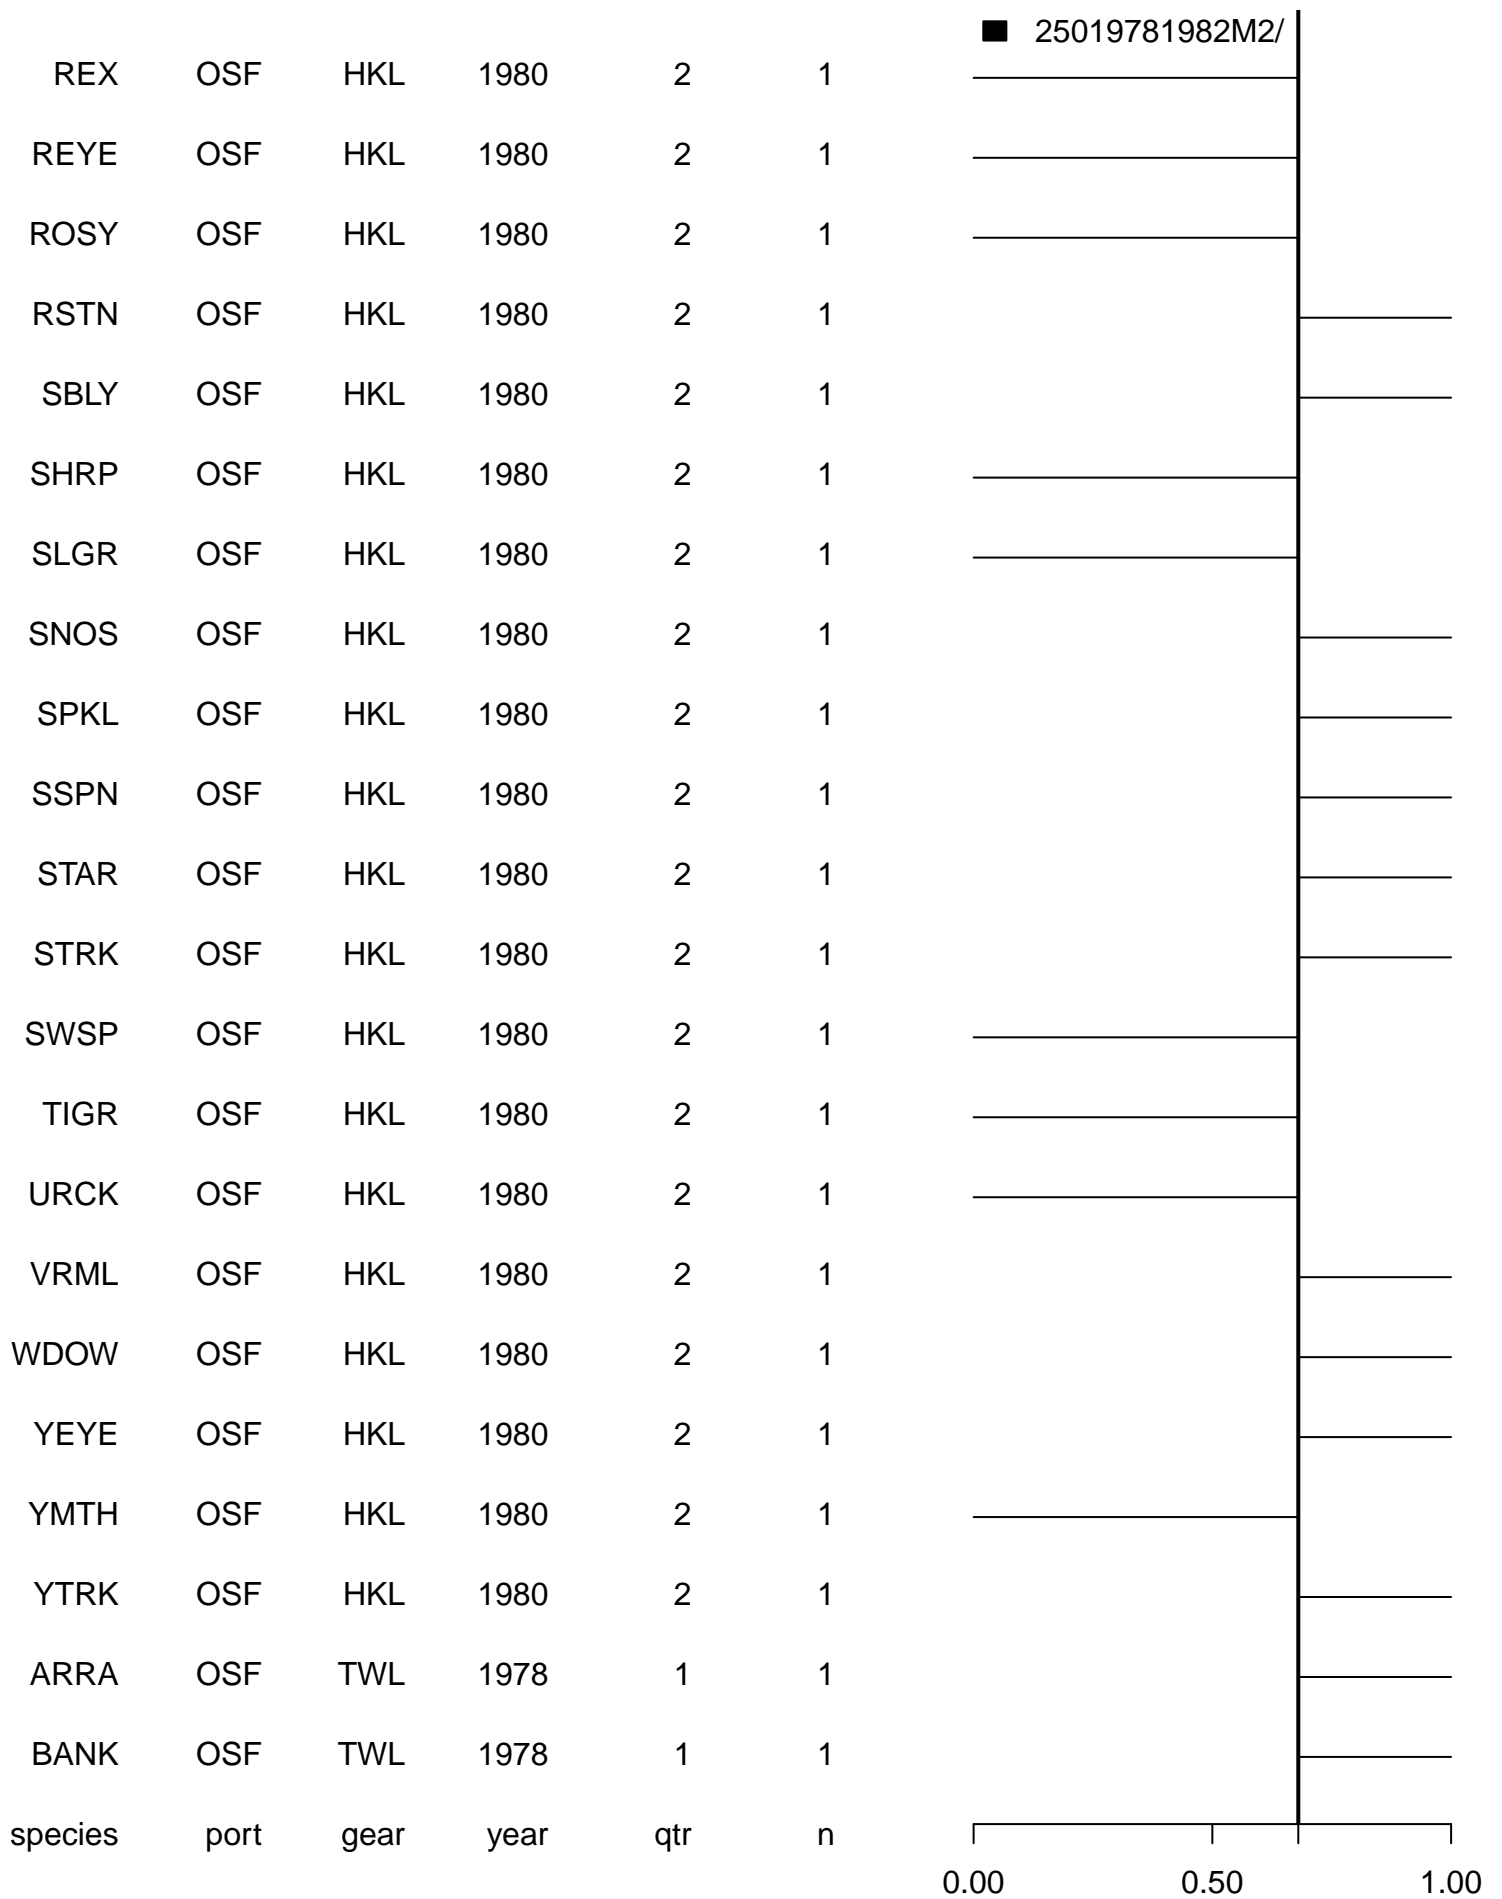 25019781982M2/
REX OSF HKL 1980 2 1
REYE OSF HKL 1980 2 1
ROSY OSF HKL 1980 2 1
RSTN OSF HKL 1980 2 1
SBLY OSF HKL 1980 2 1
SHRP OSF HKL 1980 2 1
SLGR OSF HKL 1980 2 1
SNOS OSF HKL 1980 2 1
SPKL OSF HKL 1980 2 1
SSPN OSF HKL 1980 2 1
STAR OSF HKL 1980 2 1
STRK OSF HKL 1980 2 1
SWSP OSF HKL 1980 2 1
TIGR OSF HKL 1980 2 1
URCK OSF HKL 1980 2 1
VRML OSF HKL 1980 2 1
WDOW OSF HKL 1980 2 1
YEYE OSF HKL 1980 2 1
YMTH OSF HKL 1980 2 1
YTRK OSF HKL 1980 2 1
ARRA OSF TWL 1978 1 1
BANK OSF TWL 1978 1 1
species port gear year qtr n
0.00 0.50 1.00